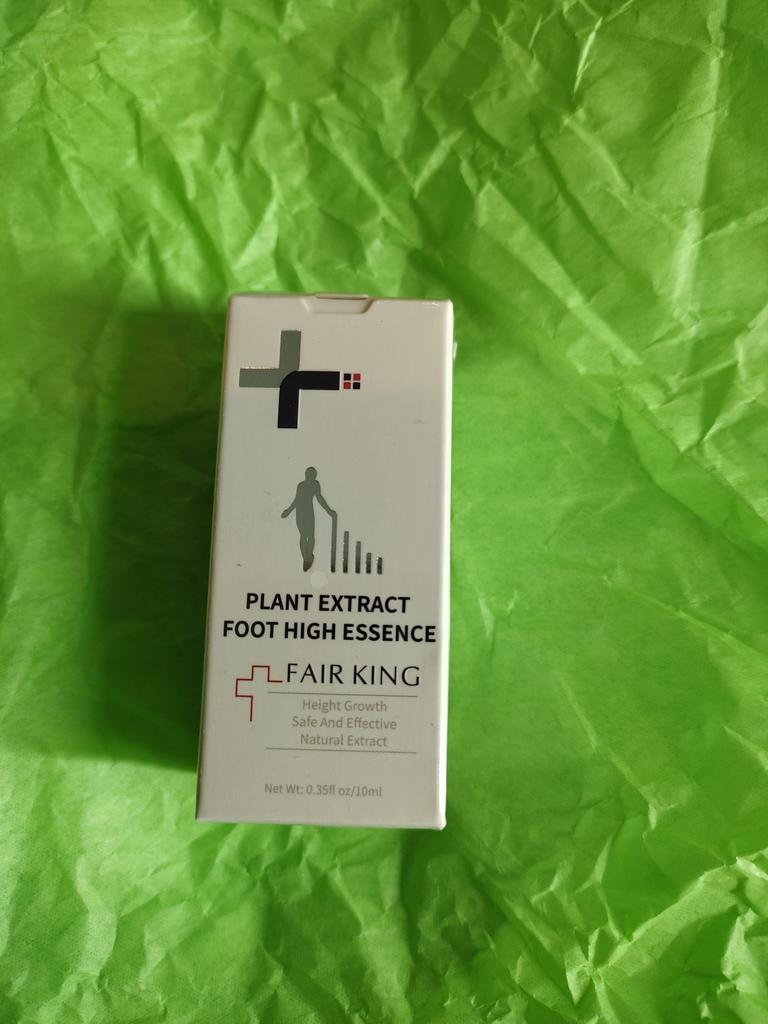 PLANT EXTRACT
FOOT HIGH ESSENCE
FAIR KING
Height Growth
Safe And Effective
Natural Extract
Net Wt: 0.35fl oz/10ml